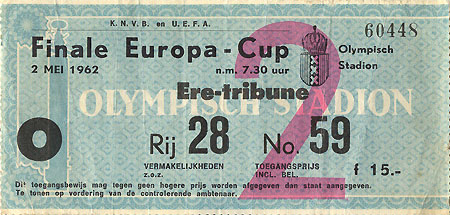 K. N. V. B. en U. E. F. A.
60448
Finale Europa - Cup
Olympisch
Stadion
2 MEI 1962
n.m. 7.30 uur
Ere-tribune
OLYMPISCH STADION
2
O
Rij 28 No. 59
VERMAKELIJKHEDEN
z.o.z.
TOEGANGSPRIJS
INCL. BEL.
f 15.-
Dit toegangsbewijs mag tegen geen hogere prijs worden afgegeven dan staat aangegeven.
Te tonen op vordering van de controlerende ambtenaar.